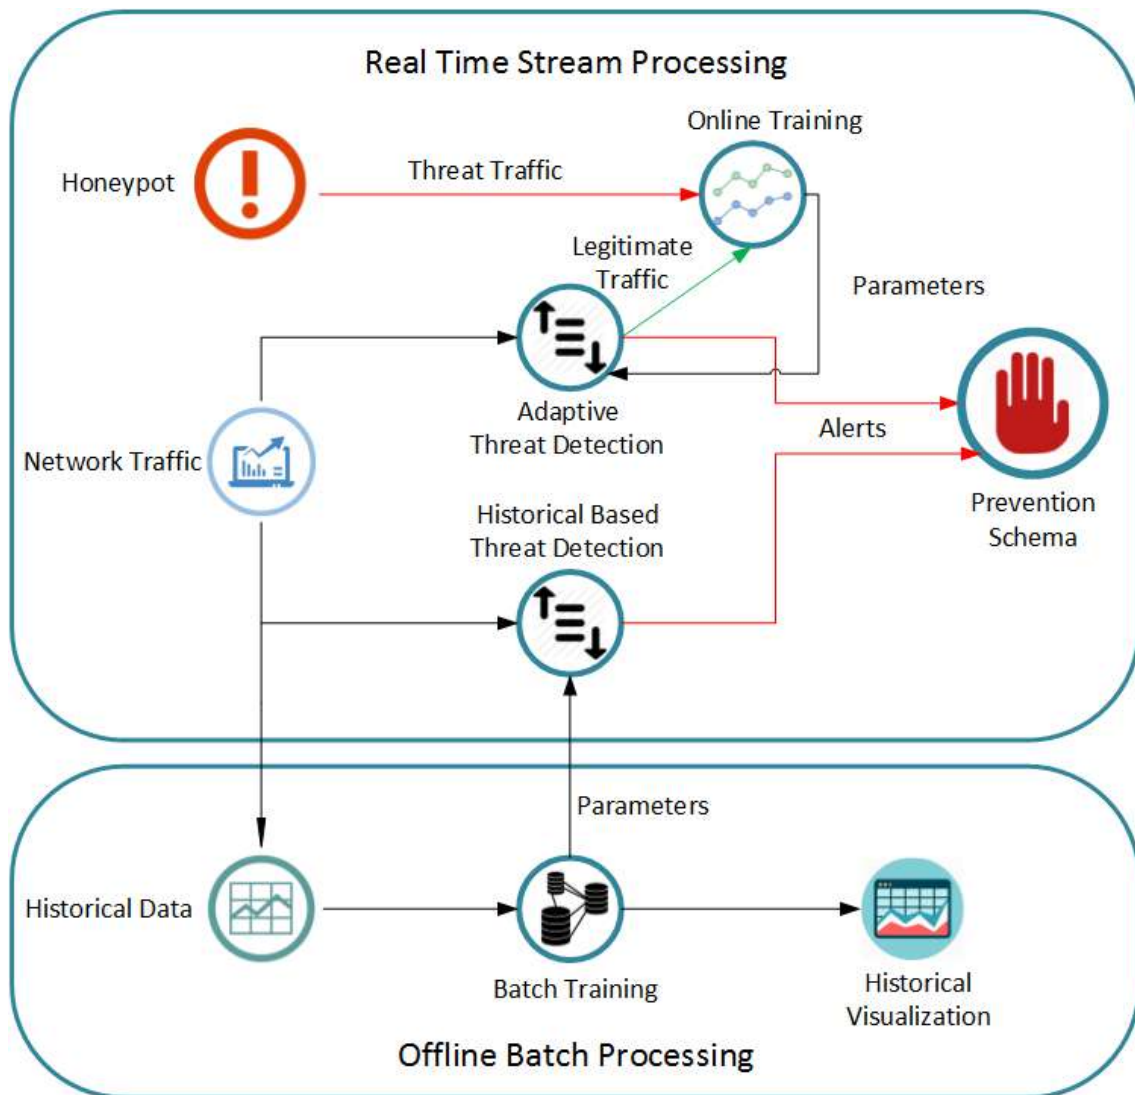 Real Time Stream Processing
Online Training
Honeypot
Threat Traffic
Legitimate
Traffic
Parameters
Adaptive
Threat Detection
Alerts
Network Traffic
Prevention
Schema
Historical Based
Threat Detection
Parameters
Historical Data
Batch Training
Historical
Visualization
Offline Batch Processing